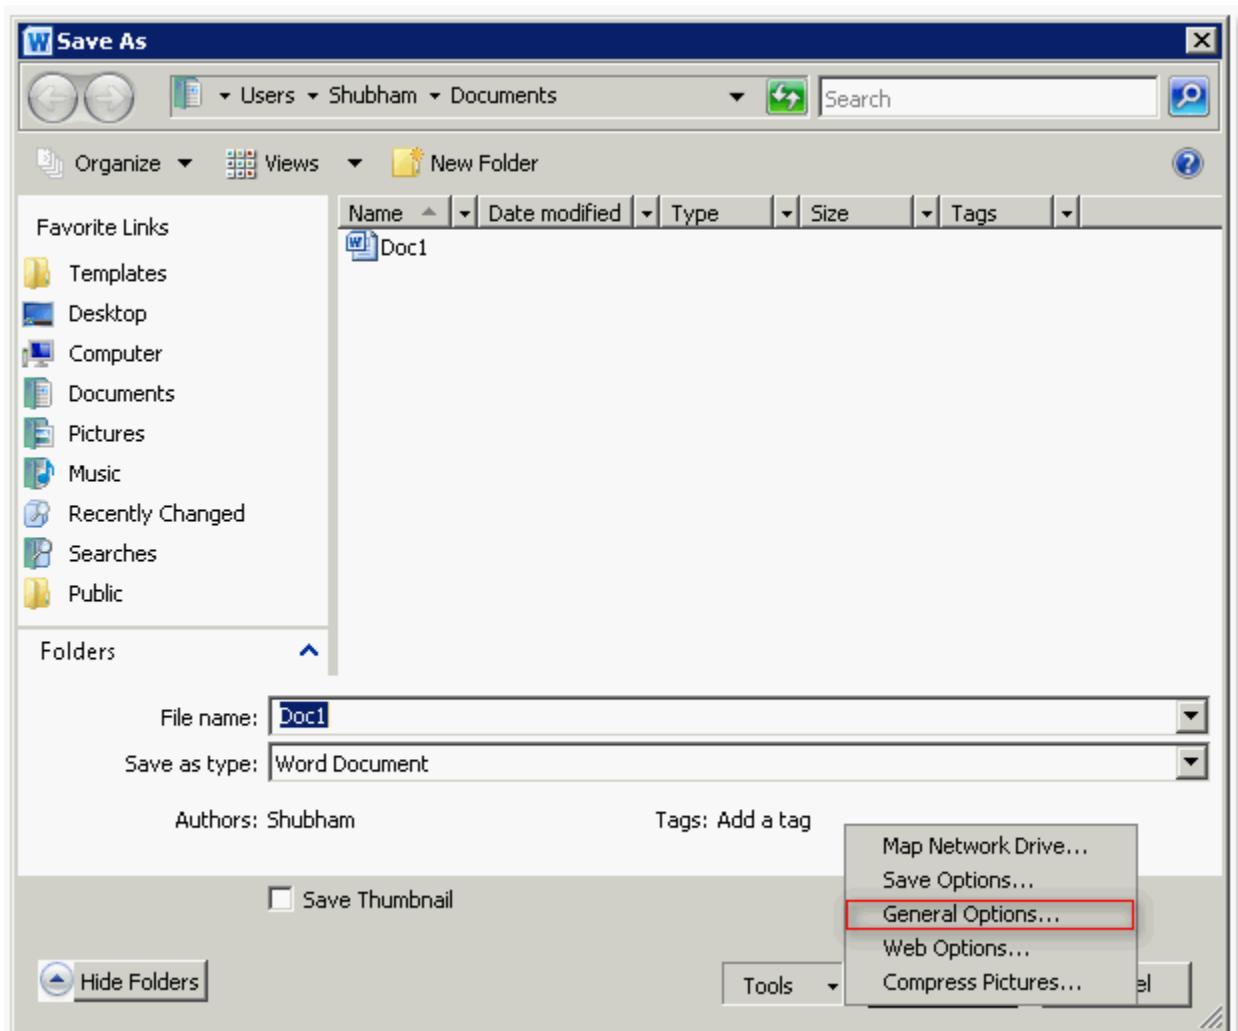 Save As
Users Shubham Documents
Search
Organize Views New Folder
Favorite Links
Templates
Desktop
Computer
Documents
Pictures
Music
Recently Changed
Searches
Public
Folders
Name Date modified Type Size Tags
Doc1
File name: Doc1
Save as type: Word Document
Authors: Shubham Tags: Add a tag
Save Thumbnail
Map Network Drive...
Save Options...
General Options...
Web Options...
Compress Pictures...
Hide Folders
Tools
el